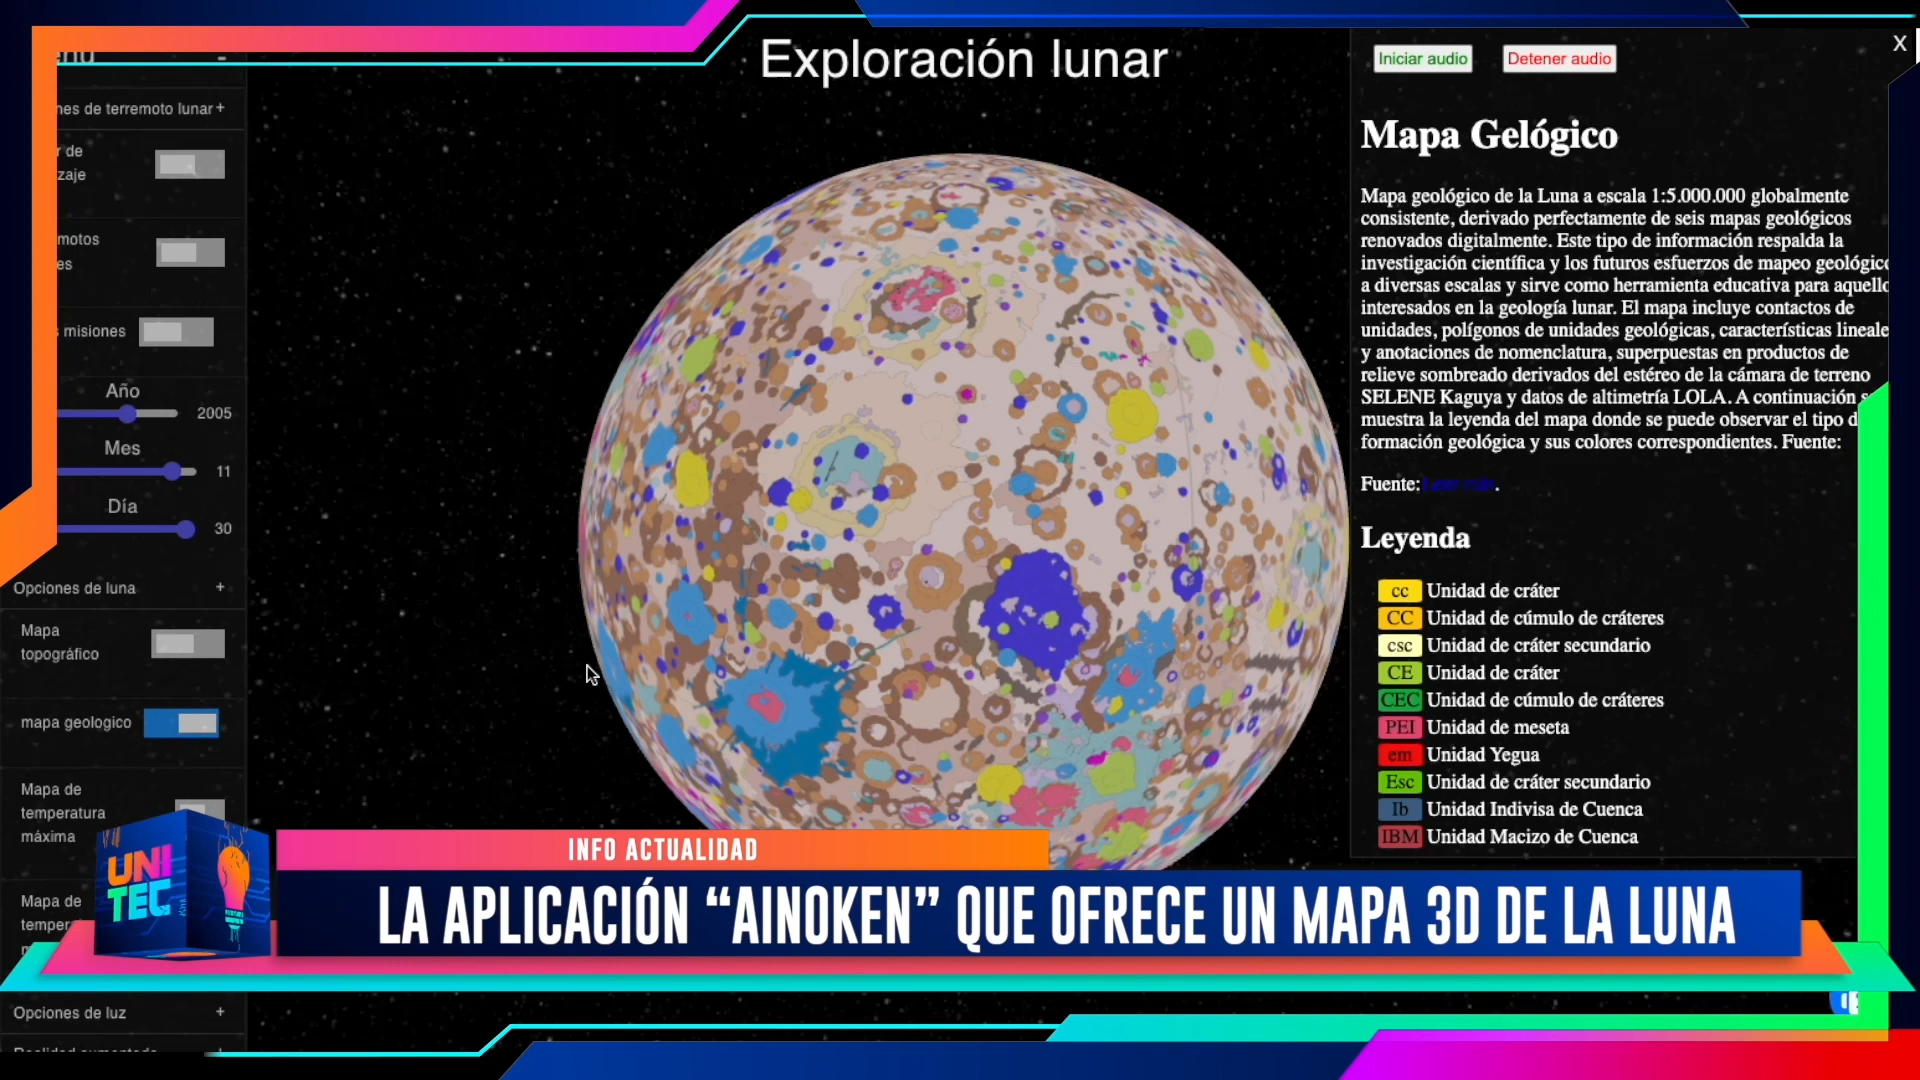 Exploración lunar
X
nes de terremoto lunar +
r de
zaje
motos
es
misiones
Año
2005
Mes
11
Día
30
Opciones de luna +
Mapa
topográfico
mapa geologico
Mapa de
temperatura
máxima
Mapa de
Opciones de luz +
Iniciar audio
Detener audio
Mapa Gelógico
Mapa geológico de la Luna a escala 1:5.000.000 globalmente
consistente, derivado perfectamente de seis mapas geológicos
renovados digitalmente. Este tipo de información respalda la
investigación científica y los futuros esfuerzos de mapeo geológico
a diversas escalas y sirve como herramienta educativa para aquello
interesados en la geología lunar. El mapa incluye contactos de
unidades, polígonos de unidades geológicas, características lineale
y anotaciones de nomenclatura, superpuestas en productos de
relieve sombreado derivados del estéreo de la cámara de terreno
SELENE Kaguya y datos de altimetría LOLA. A continuación s
muestra la leyenda del mapa donde se puede observar el tipo d
formación geológica y sus colores correspondientes. Fuente:
Fuente: .
Leyenda
cc Unidad de cráter
CC Unidad de cúmulo de cráteres
csc Unidad de cráter secundario
CE Unidad de cráter
CEC Unidad de cúmulo de cráteres
PEI Unidad de meseta
em Unidad Yegua
Esc Unidad de cráter secundario
Ib Unidad Indivisa de Cuenca
IBM Unidad Macizo de Cuenca
UNI
TEC
INFO ACTUALIDAD
LA APLICACIÓN “AINOKEN” QUE OFRECE UN MAPA 3D DE LA LUNA